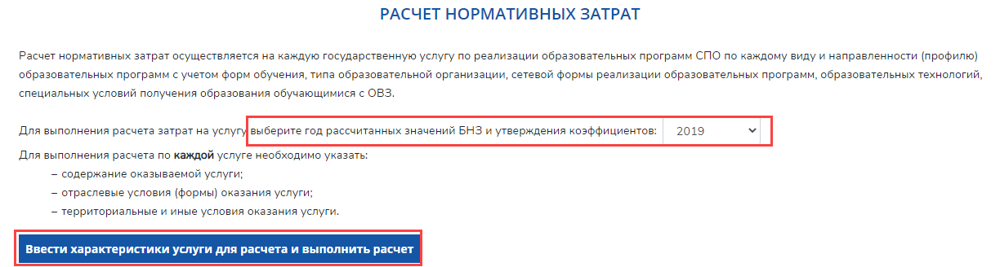 РАСЧЕТ НОРМАТИВНЫХ ЗАТРАТ
Расчет нормативных затрат осуществляется на каждую государственную услугу по реализации образовательных программ СПО по каждому виду и направленности (профилю)
образовательных программ с учетом форм обучения, типа образовательной организации, сетевой формы реализации образовательных программ, образовательных технологий,
специальных условий получения образования обучающимися с ОВЗ.
Для выполнения расчета затрат на услугу выберите год рассчитанных значений БНЗ и утверждения коэффициентов: 2019
Для выполнения расчета по каждой услуге необходимо указать:
– содержание оказываемой услуги;
– отраслевые условия (формы) оказания услуги;
– территориальные и иные условия оказания услуги.
Ввести характеристики услуги для расчета и выполнить расчет